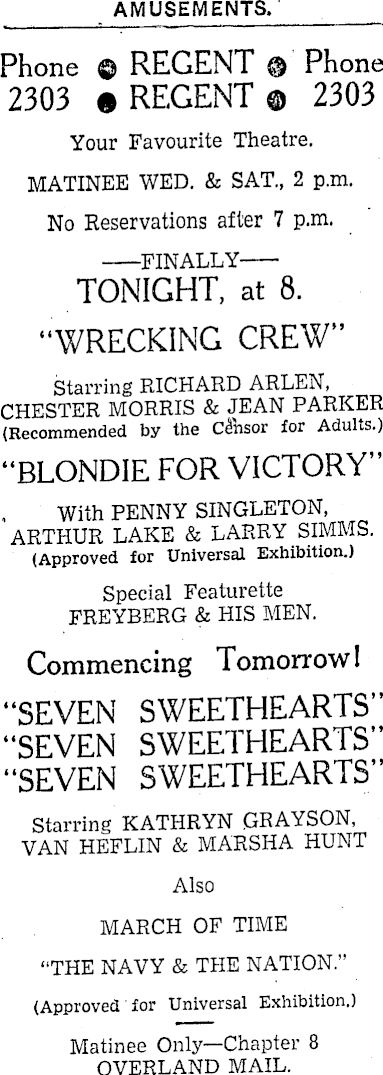 AMUSEMENTS.
Phone REGENT Phone
2303 REGENT 2303
Your Favourite Theatre.
MATINEE WED. & SAT., 2 p.m.
No Reservations after 7 p.m.
——FINALLY——
TONIGHT, at 8.
"WRECKING CREW"
Starring RICHARD ARLEN,
CHESTER MORRIS & JEAN PARKER
(Recommended by the Censor for Adults.)
"BLONDIE FOR VICTORY"
With PENNY SINGLETON,
ARTHUR LAKE & LARRY SIMMS.
(Approved for Universal Exhibition.)
Special Featurette
FREYBERG & HIS MEN.
Commencing Tomorrow!
"SEVEN SWEETHEARTS"
"SEVEN SWEETHEARTS"
"SEVEN SWEETHEARTS"
Starring KATHRYN GRAYSON,
VAN HEFLIN & MARSHA HUNT
Also
MARCH OF TIME
"THE NAVY & THE NATION."
(Approved for Universal Exhibition.)
Matinee Only—Chapter 8
OVERLAND MAIL.